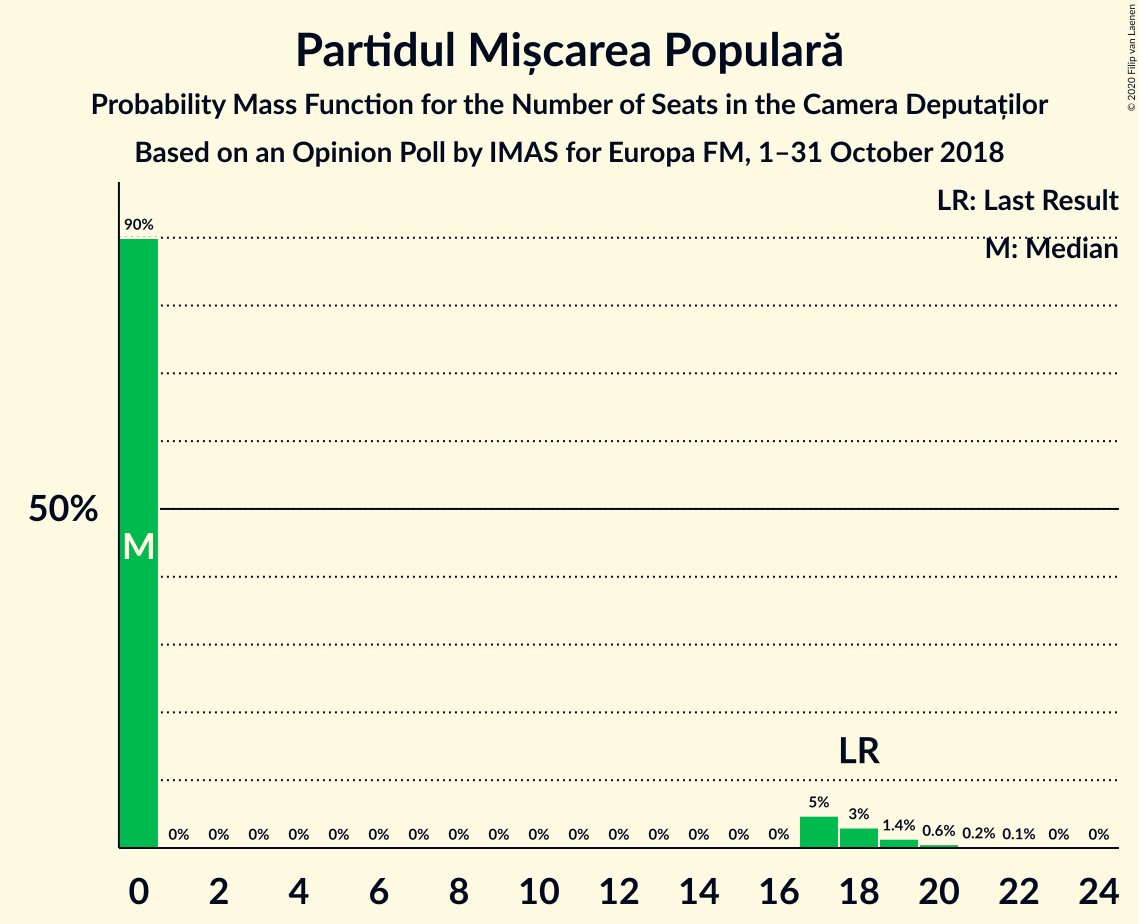 Partidul Mișcarea Populară
Probability Mass Function for the Number of Seats in the Camera Deputaților
Based on an Opinion Poll by IMAS for Europa FM, 1–31 October 2018
© 2020 Filip van Laenen
LR: Last Result
M: Median
90%
50%
M
LR
0% 0% 0% 0% 0% 0% 0% 0% 0% 0% 0% 0% 0% 0% 0% 0% 5% 3% 1.4% 0.6% 0.2% 0.1% 0% 0%
0 2 4 6 8 10 12 14 16 18 20 22 24